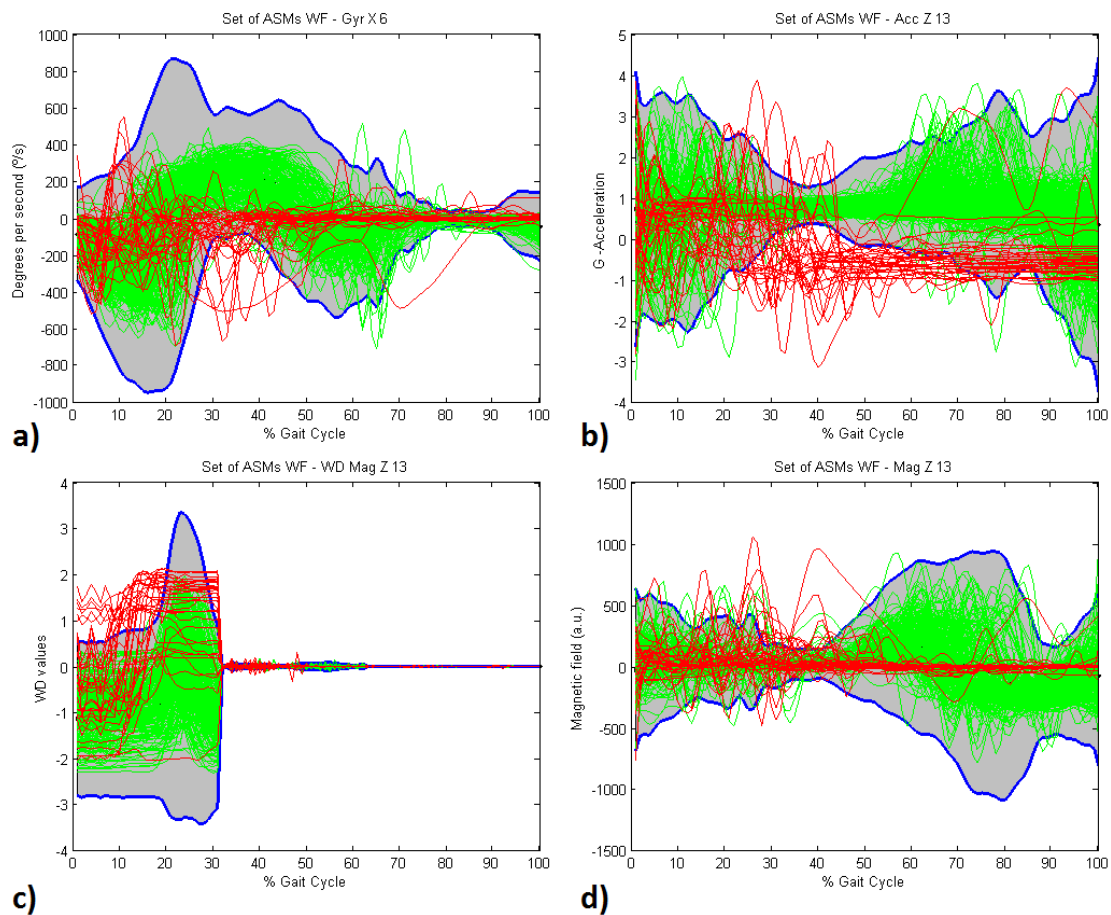 Set of ASMs WF - Gyr X 6
1000
800
600
400
200
0
-200
-400
-600
-800
-1000
Degrees per second (º/s)
0 10 20 30 40 50 60 70 80 90 100
% Gait Cycle
a)
Set of ASMs WF - Acc Z 13
5
4
3
2
1
0
-1
-2
-3
-4
G -Acceleration
0 10 20 30 40 50 60 70 80 90 100
% Gait Cycle
b)
Set of ASMs WF - WD Mag Z 13
4
3
2
1
0
-1
-2
-3
-4
WD values
0 10 20 30 40 50 60 70 80 90 100
% Gait Cycle
c)
Set of ASMs WF - Mag Z 13
1500
1000
500
0
-500
-1000
-1500
Magnetic field (a.u.)
0 10 20 30 40 50 60 70 80 90 100
% Gait Cycle
d)